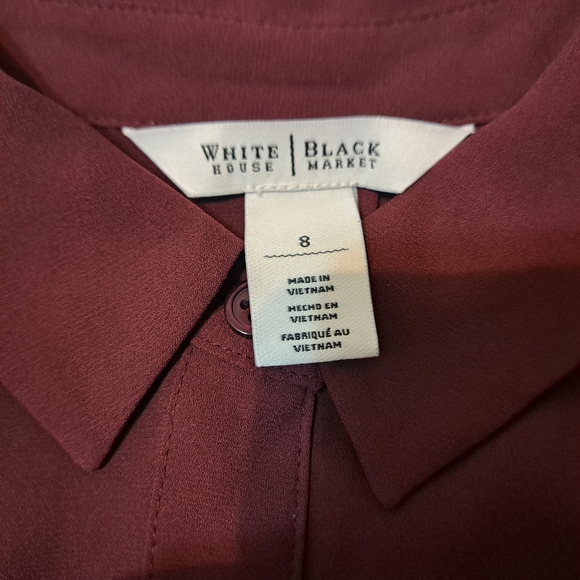 WHITE | BLACK
HOUSE | MARKET
8
MADE IN
VIETNAM
HECHO EN
VIETNAM
FABRIQUÉ AU
VIETNAM